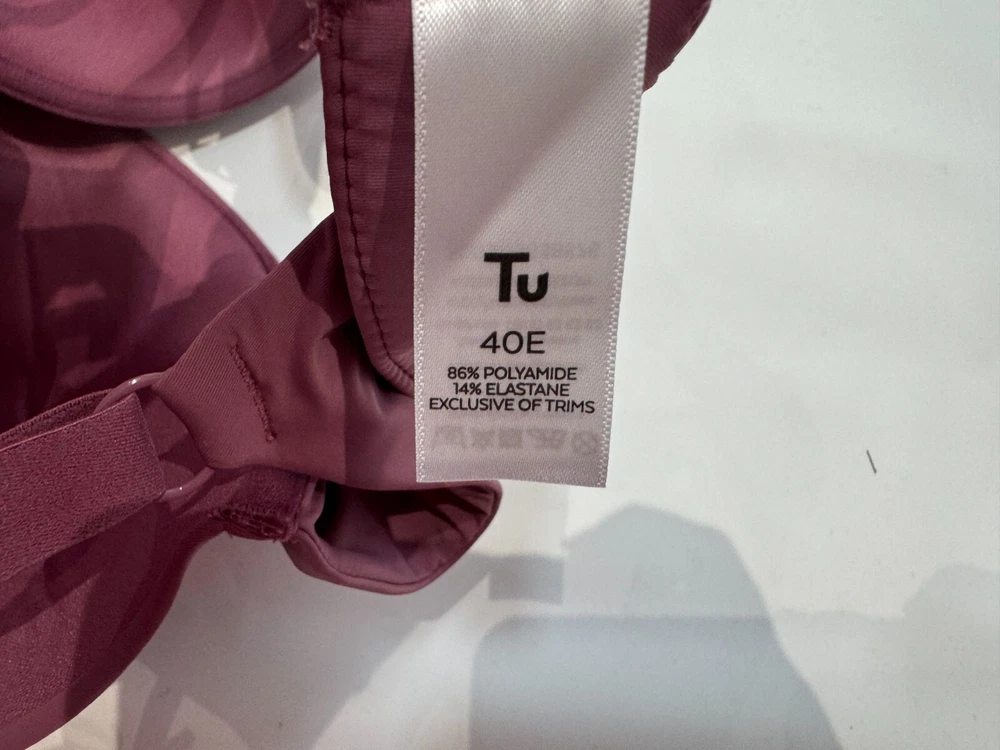 Tu
40E
86% POLYAMIDE
14% ELASTANE
EXCLUSIVE OF TRIMS